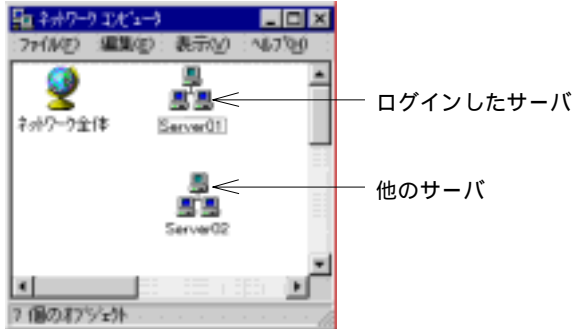 ネットワーク コンピュータ
ファイル(F) 編集(E) 表示(V) ヘルプ(H)
ネットワーク全体
Server01
ログインしたサーバ
他のサーバ
Server02
7 個のオブジェクト